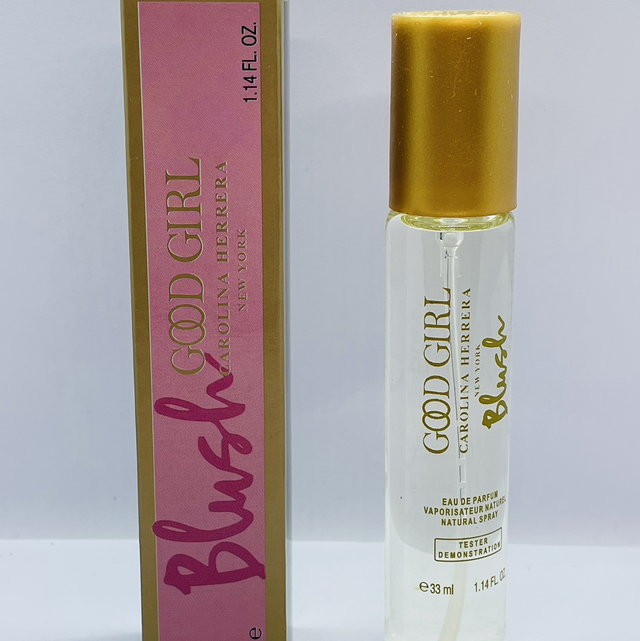 1.14 FL. OZ.
GOOD GIRL
CAROLINA HERRERA
NEW YORK
Blush
e
GOOD GIRL
CAROLINA HERRERA
NEW YORK
Blush
EAU DE PARFUM
VAPORISATEUR NATUREL
NATURAL SPRAY
TESTER
DEMONSTRATION
e33 ml 1.14 FL. OZ.